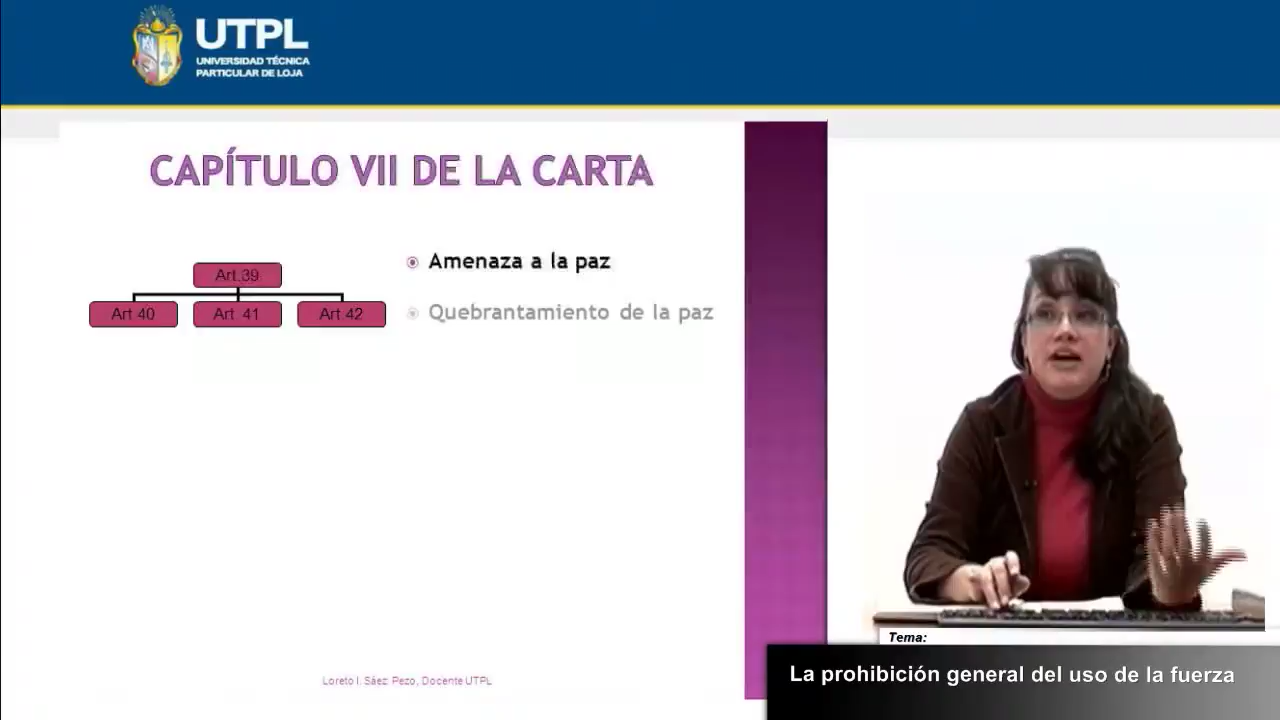 UTPL
UNIVERSIDAD TÉCNICA
PARTICULAR DE LOJA
CAPÍTULO VII DE LA CARTA
Art.39
Art 40
Art 41
Art 42
Amenaza a la paz
Quebrantamiento de la paz
Loreto I. Sáez Pezo, Docente UTPL
Tema:
La prohibición general del uso de la fuerza